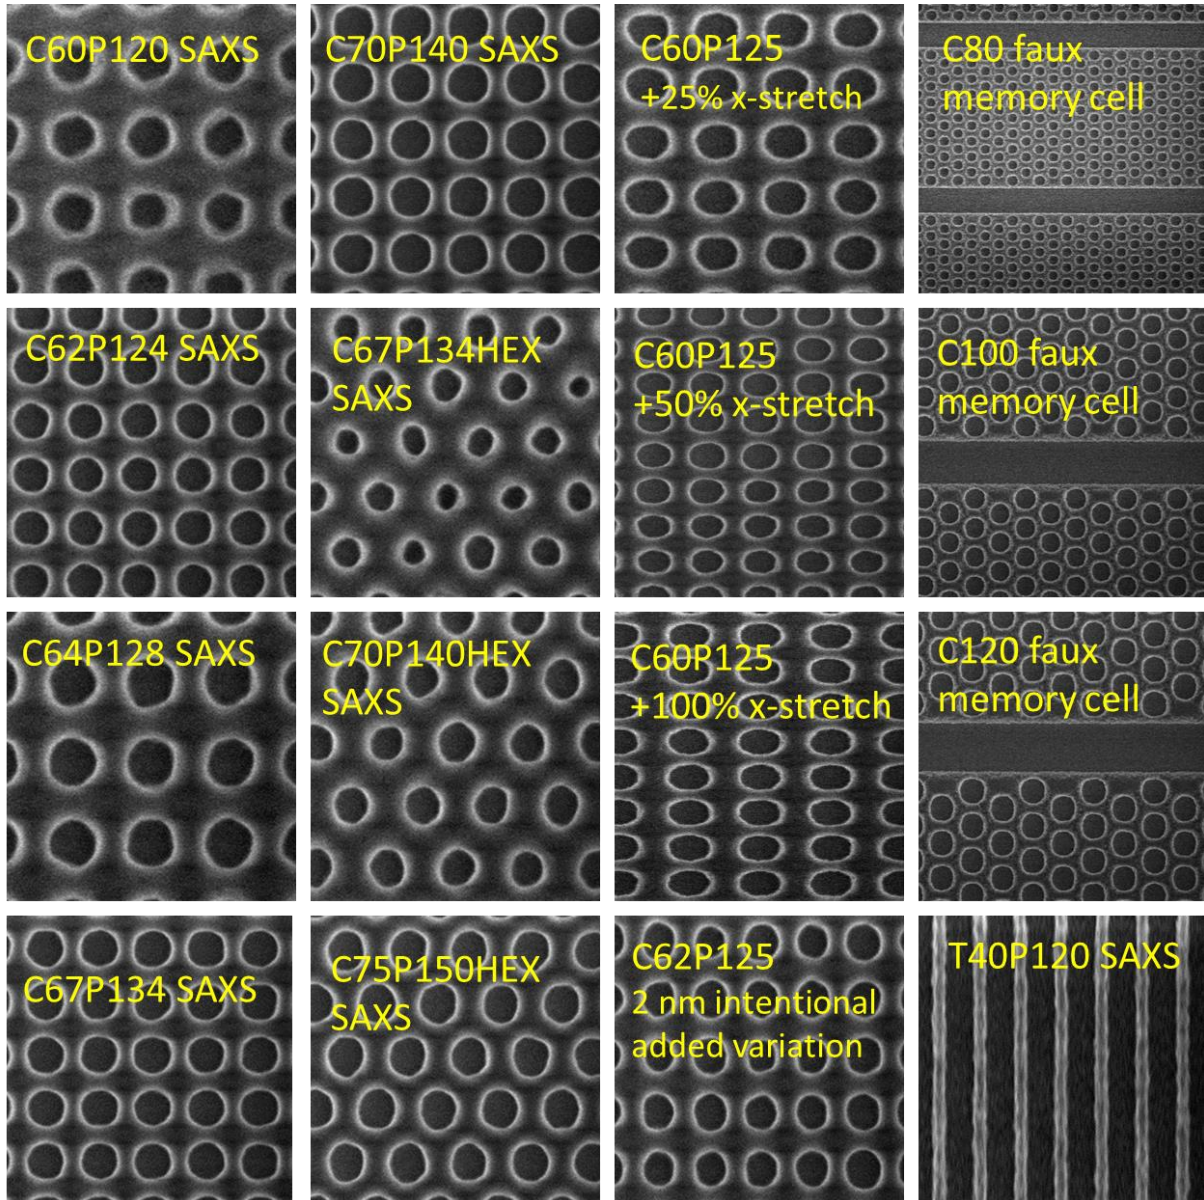 C60P120 SAXS
C70P140 SAXS
C60P125
+25% x-stretch
C80 faux
memory cell
C62P124 SAXS
C67P134HEX
SAXS
C60P125
+50% x-stretch
C100 faux
memory cell
C64P128 SAXS
C70P140HEX
SAXS
C60P125
+100% x-stretch
C120 faux
memory cell
C67P134 SAXS
C75P150HEX
SAXS
C62P125
2 nm intentional
added variation
T40P120 SAXS